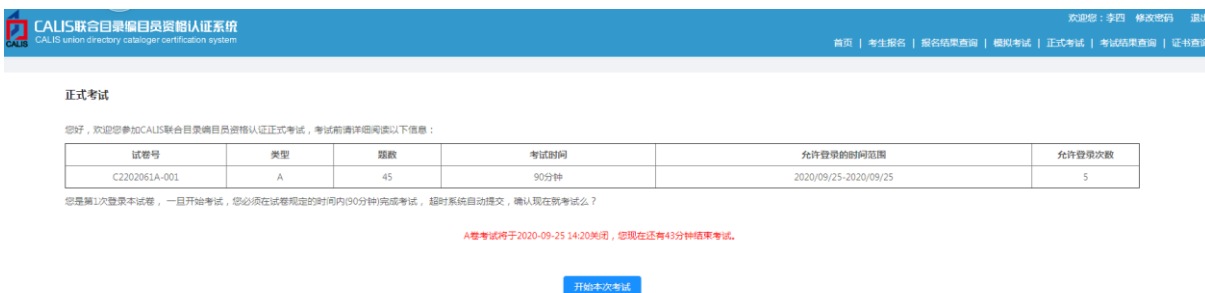 CALIS联合目录编目员资格认证系统
CALIS union directory cataloger certification system
CALIS
欢迎您：李四 修改密码 退出
首页 | 考生报名 | 报名结果查询 | 模拟考试 | 正式考试 | 考试结果查询 | 证书查询
正式考试
您好，欢迎您参加CALIS联合目录编目员资格认证正式考试，考试前请详细阅读以下信息：
试卷号 类型 题数 考试时间 允许登录的时间范围 允许登录次数
C2202061A-001 A 45 90分钟 2020/09/25-2020/09/25 5
您是第1次登录本试卷， 一旦开始考试，您必须在试卷规定的时间内(90分钟)完成考试， 超时系统自动提交，确认现在就考试么？
A卷考试将于2020-09-25 14:20关闭，您现在还有43分钟结束考试。
开始本次考试